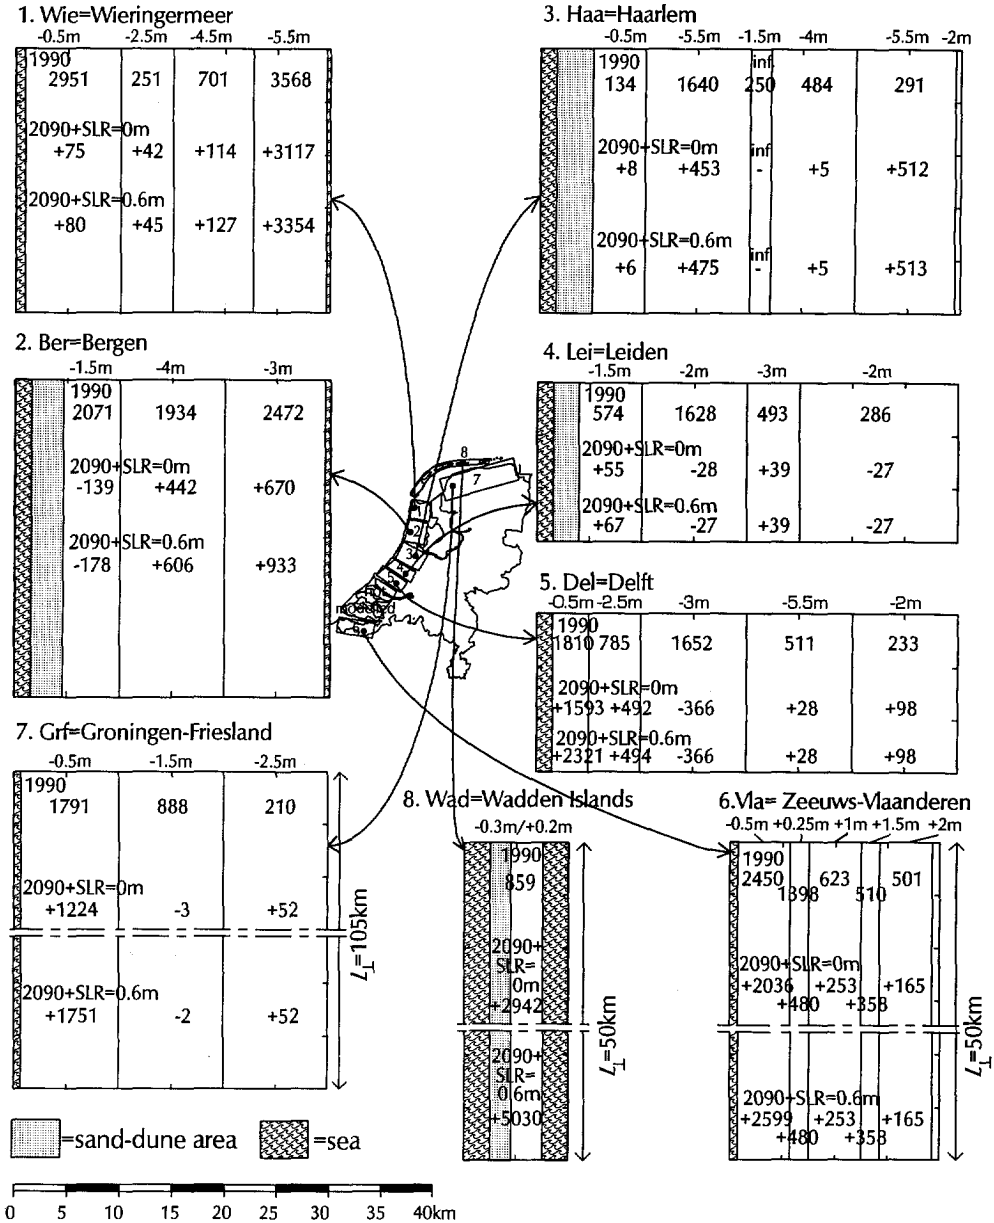 1. Wie=Wieringermeer
-0.5m -2.5m -4.5m -5.5m
1990
2951 251 701 3568
2090+SLR=0m
+75 +42 +114 +3117
2090+SLR=0.6m
+80 +45 +127 +3354
3. Haa=Haarlem
-0.5m -5.5m -1.5m -4m -5.5m -2m
1990 inf
134 1640 250 484 291
2090+SLR=0m inf
+8 +453 - +5 +512
2090+SLR=0.6m inf
+6 +475 - +5 +513
2. Ber=Bergen
-1.5m -4m -3m
1990
2071 1934 2472
2090+SLR=0m
-139 +442 +670
2090+SLR=0.6m
-178 +606 +933
4. Lei=Leiden
-1.5m -2m -3m -2m
1990
574 1628 493 286
2090+SLR=0m
+55 -28 +39 -27
2090+SLR=0.6m
+67 -27 +39 -27
8
7
2
3
4
5
not
modelled
6
5. Del=Delft
-0.5m -2.5m -3m -5.5m -2m
1990
1810 785 1652 511 233
2090+SLR=0m
+1593 +492 -366 +28 +98
2090+SLR=0.6m
+2321 +494 -366 +28 +98
7. Grf=Groningen-Friesland
-0.5m -1.5m -2.5m
1990
1791 888 210
2090+SLR=0m
+1224 -3 +52
2090+SLR=0.6m
+1751 -2 +52
L_T=105km
8. Wad=Wadden Islands
-0.3m/+0.2m
1990
859
2090+
SLR=
0m
+2942
2090+
SLR=
0.6m
+5030
L_T=50km
6.Vla= Zeeuws-Vlaanderen
-0.5m +0.25m +1m +1.5m +2m
1990
2450 623 501
1398 510
2090+SLR=0m
+2036 +253 +165
+480 +358
2090+SLR=0.6m
+2599 +253 +165
+480 +358
L_T=50km
=sand-dune area =sea
0 5 10 15 20 25 30 35 40km